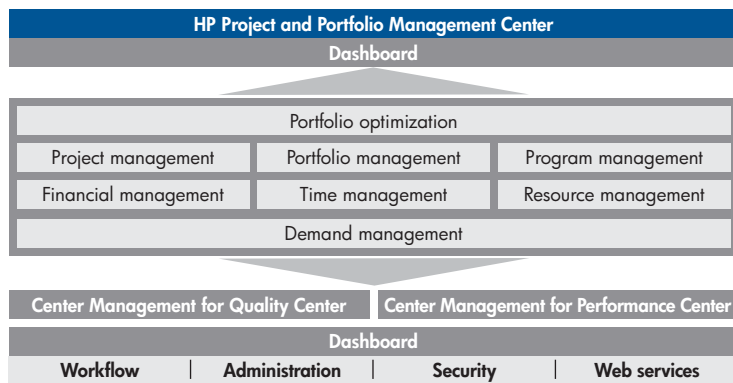 HP Project and Portfolio Management Center
Dashboard
Portfolio optimization
Project management Portfolio management Program management
Financial management Time management Resource management
Demand management
Center Management for Quality Center Center Management for Performance Center
Dashboard
Workflow | Administration | Security | Web services